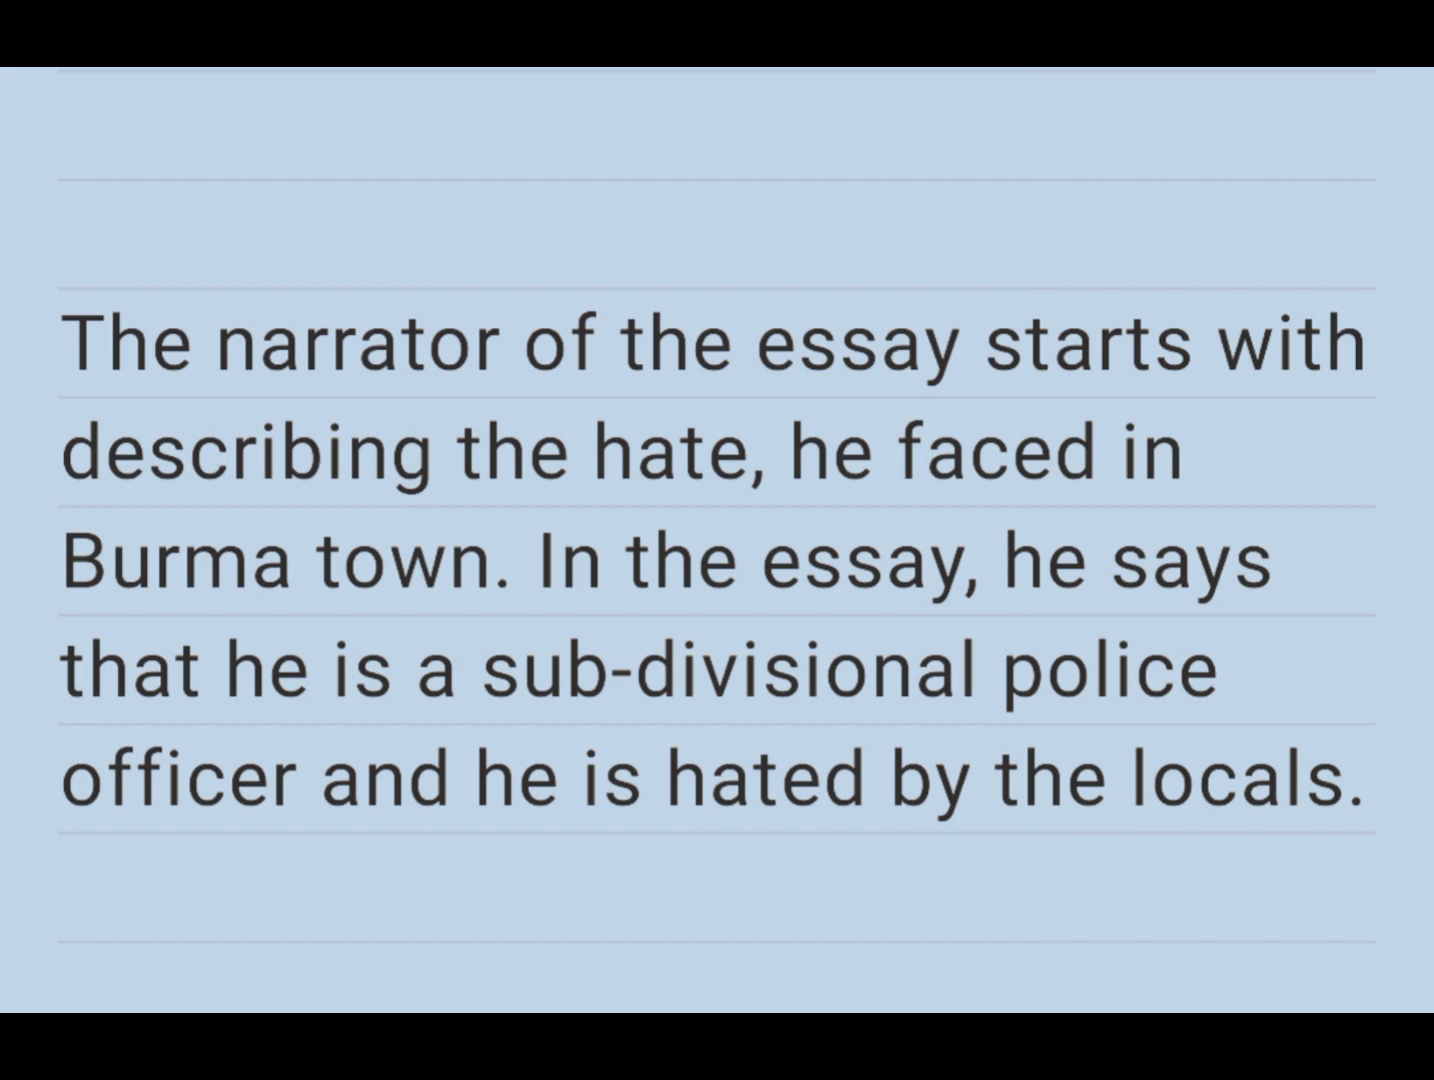 The narrator of the essay starts with
describing the hate, he faced in
Burma town. In the essay, he says
that he is a sub-divisional police
officer and he is hated by the locals.